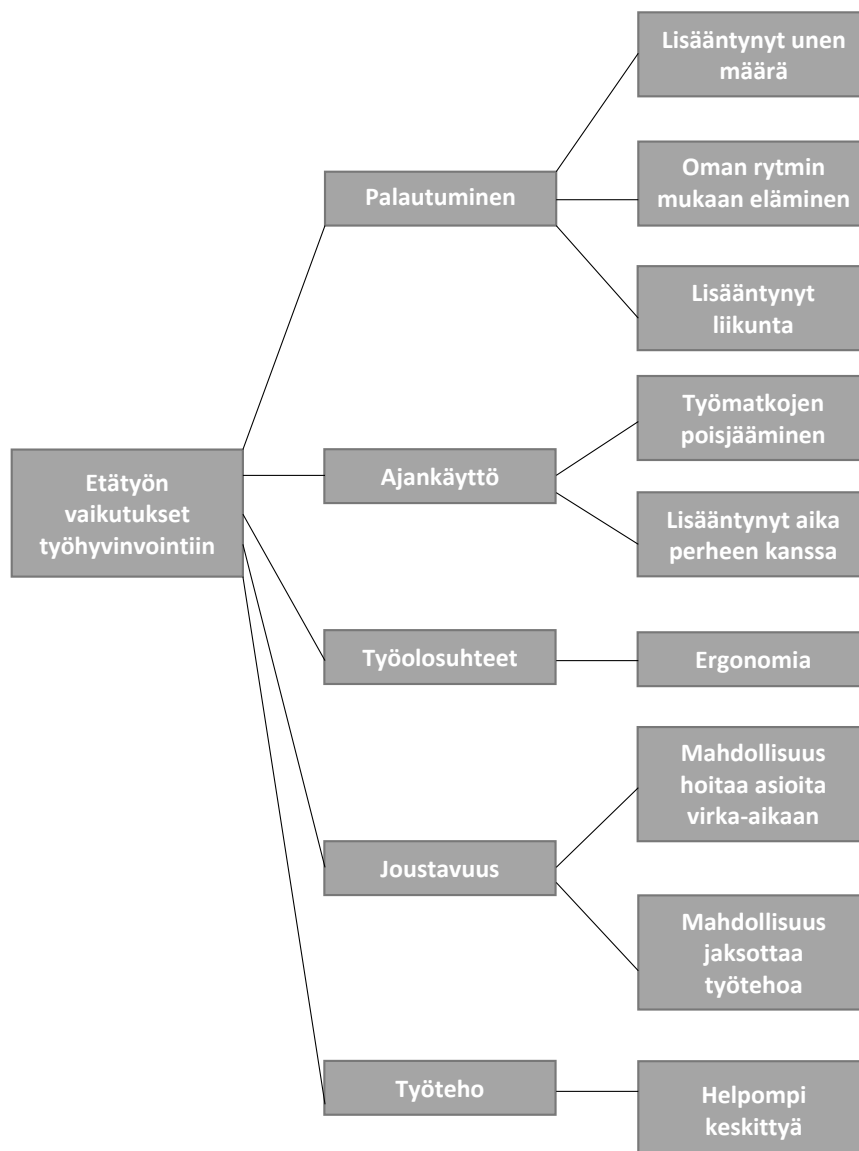 Etätyön
vaikutukset
työhyvinvointiin
Palautuminen
Lisääntynyt unen
määrä
Oman rytmin
mukaan eläminen
Lisääntynyt
liikunta
Ajankäyttö
Työmatkojen
poisjääminen
Lisääntynyt aika
perheen kanssa
Työolosuhteet
Ergonomia
Joustavuus
Mahdollisuus
hoitaa asioita
virka-aikaan
Mahdollisuus
jaksottaa
työtehoa
Työteho
Helpompi
keskittyä